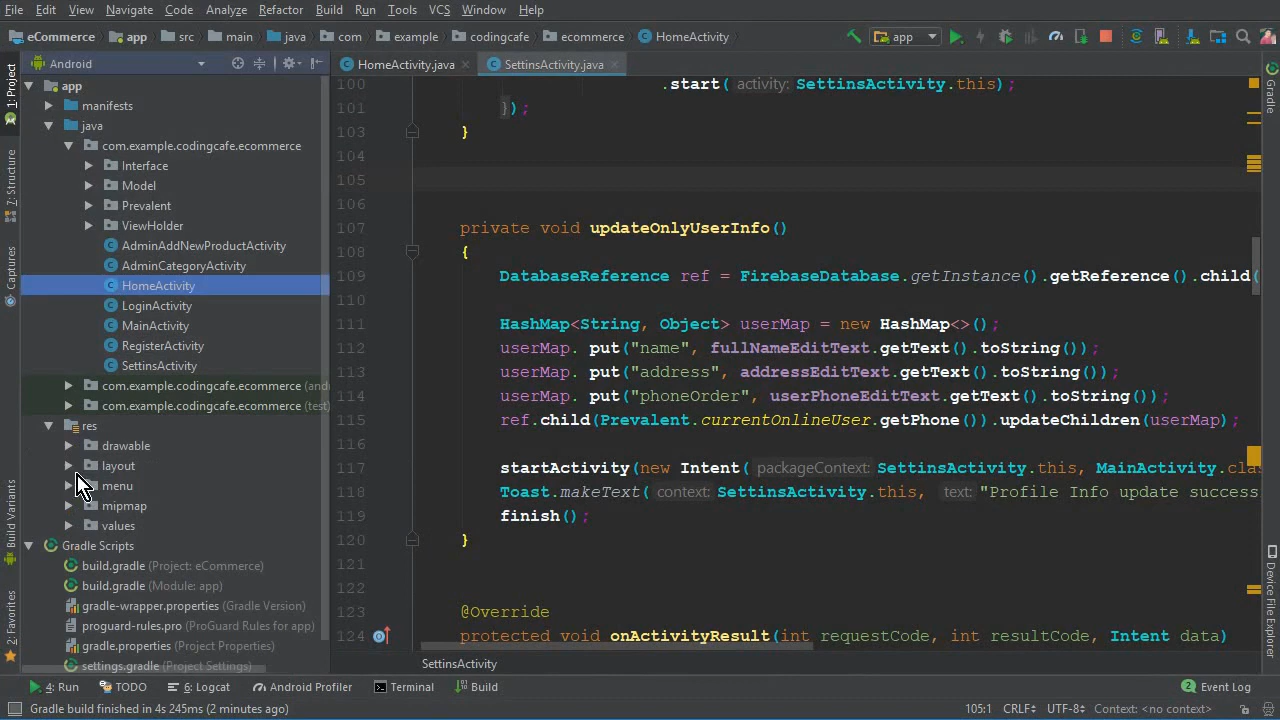 File Edit View Navigate Code Analyze Refactor Build Run Tools VCS Window Help
eCommerce app src main java com example codingcafe ecommerce HomeActivity app
1: Project
7: Structure
Captures
Build Variants
2: Favorites
Android
app
manifests
java
com.example.codingcafe.ecommerce
Interface
Model
Prevalent
ViewHolder
AdminAddNewProductActivity
AdminCategoryActivity
HomeActivity
LoginActivity
MainActivity
RegisterActivity
SettinsActivity
com.example.codingcafe.ecommerce (and
com.example.codingcafe.ecommerce (test)
res
drawable
layout
menu
mipmap
values
Gradle Scripts
build.gradle (Project: eCommerce)
build.gradle (Module: app)
gradle-wrapper.properties (Gradle Version)
proguard-rules.pro (ProGuard Rules for app)
gradle.properties (Project Properties)
settings.gradle (Project Settings)
HomeActivity.java SettinsActivity.java
100 .start( activity: SettinsActivity.this);
101 });
103 }
104
105
106
107 private void updateOnlyUserInfo()
108 {
109 DatabaseReference ref = FirebaseDatabase.getInstance().getReference().child(
110
111 HashMap<String, Object> userMap = new HashMap<>();
112 userMap. put("name", fullNameEditText.getText().toString());
113 userMap. put("address", addressEditText.getText().toString());
114 userMap. put("phoneOrder", userPhoneEditText.getText().toString());
115 ref.child(Prevalent.currentOnlineUser.getPhone()).updateChildren(userMap);
116
117 startActivity(new Intent( packageContext: SettinsActivity.this, MainActivity.clas
118 Toast.makeText( context: SettinsActivity.this, text: "Profile Info update success
119 finish();
120 }
121
122
123 @Override
124 protected void onActivityResult(int requestCode, int resultCode, Intent data)
SettinsActivity
Gradle
Device File Explorer
4: Run TODO 6: Logcat Android Profiler Terminal Build 2 Event Log
Gradle build finished in 4s 245ms (2 minutes ago) 105:1 CRLF UTF-8 Context: <no context>